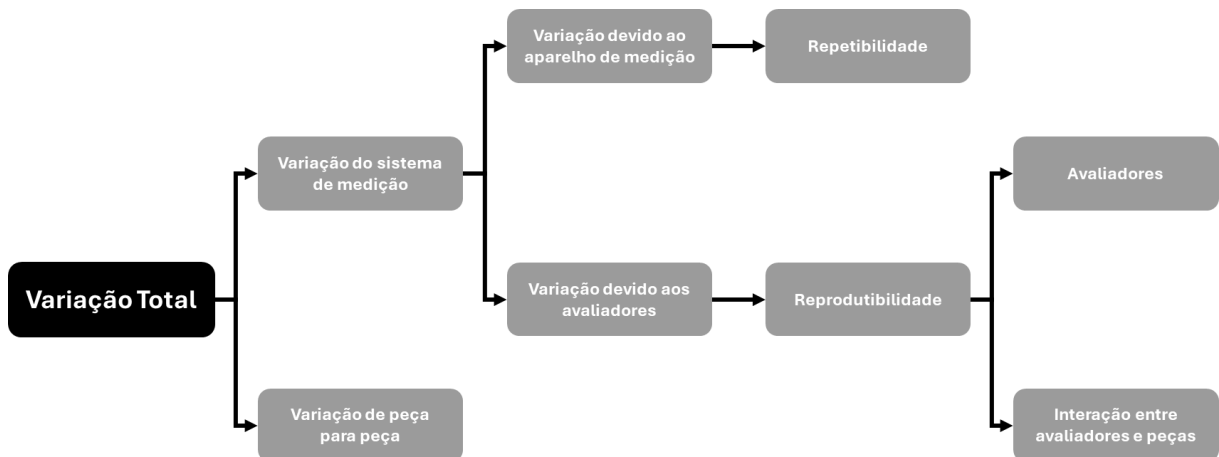 Variação devido ao
aparelho de medição
Repetibilidade
Variação do sistema
de medição
Avaliadores
Variação Total
Variação devido aos
avaliadores
Reprodutibilidade
Variação de peça
para peça
Interação entre
avaliadores e peças